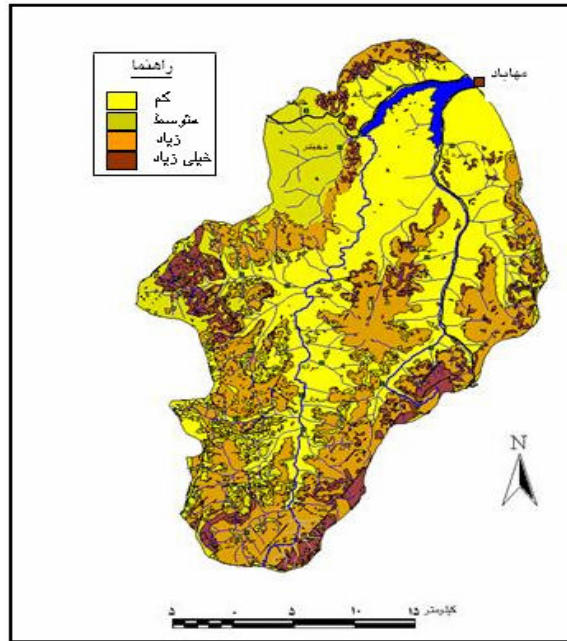 مهاباد
راهنما
کم
متوسط
زیاد
خیلی زیاد
N
۵ ۰ ۵ ۱۰ ۱۵ کیلومتر